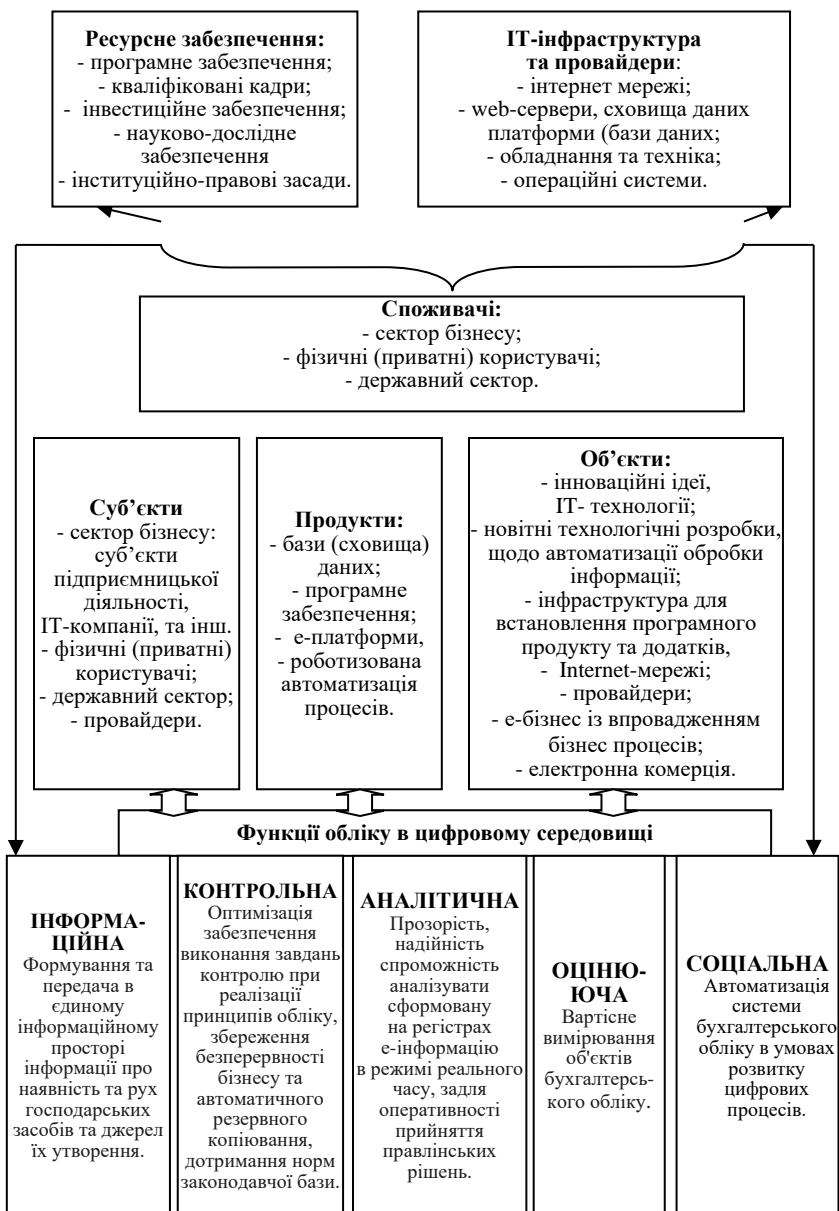 Ресурсне забезпечення:
- програмне забезпечення;
- кваліфіковані кадри;
- інвестиційне забезпечення;
- науково-дослідне
забезпечення
- інституційно-правові засади.
ІТ-інфраструктура
та провайдери:
- інтернет мережі;
- web-сервери, сховища даних
платформи (бази даних;
- обладнання та техніка;
- операційні системи.
Споживачі:
- сектор бізнесу;
- фізичні (приватні) користувачі;
- державний сектор.
Суб’єкти
- сектор бізнесу:
суб’єкти
підприємницької
діяльності,
ІТ-компанії, та інш.
- фізичні (приватні)
користувачі;
- державний сектор;
- провайдери.
Продукти:
- бази (сховища)
даних;
- програмне
забезпечення;
- е-платформи,
- роботизована
автоматизація
процесів.
Об’єкти:
- інноваційні ідеї,
ІТ- технології;
- новітні технологічні розробки,
щодо автоматизації обробки
інформації;
- інфраструктура для
встановлення програмного
продукту та додатків,
- Internet-мережі;
- провайдери;
- е-бізнес із впровадженням
бізнес процесів;
- електронна комерція.
Функції обліку в цифровому середовищі
ІНФОРМА-
ЦІЙНА
Формування та
передача в
єдиному
інформаційному
просторі
інформації про
наявність та рух
господарських
засобів та джерел
їх утворення.
КОНТРОЛЬНА
Оптимізація
забезпечення
виконання завдань
контролю при
реалізації
принципів обліку,
збереження
безперервності
бізнесу та
автоматичного
резервного
копіювання,
дотримання норм
законодавчої бази.
АНАЛІТИЧНА
Прозорість,
надійність
спроможність
аналізувати
сформовану
на регістрах
е-інформацію
в режимі реального
часу, задля
оперативності
прийняття
правлінських
рішень.
ОЦІНЮ-
ЮЧА
Вартісне
вимірювання
об'єктів
бухгалтерсь-
кого обліку.
СОЦІАЛЬНА
Автоматизація
системи
бухгалтерського
обліку в умовах
розвитку
цифрових
процесів.